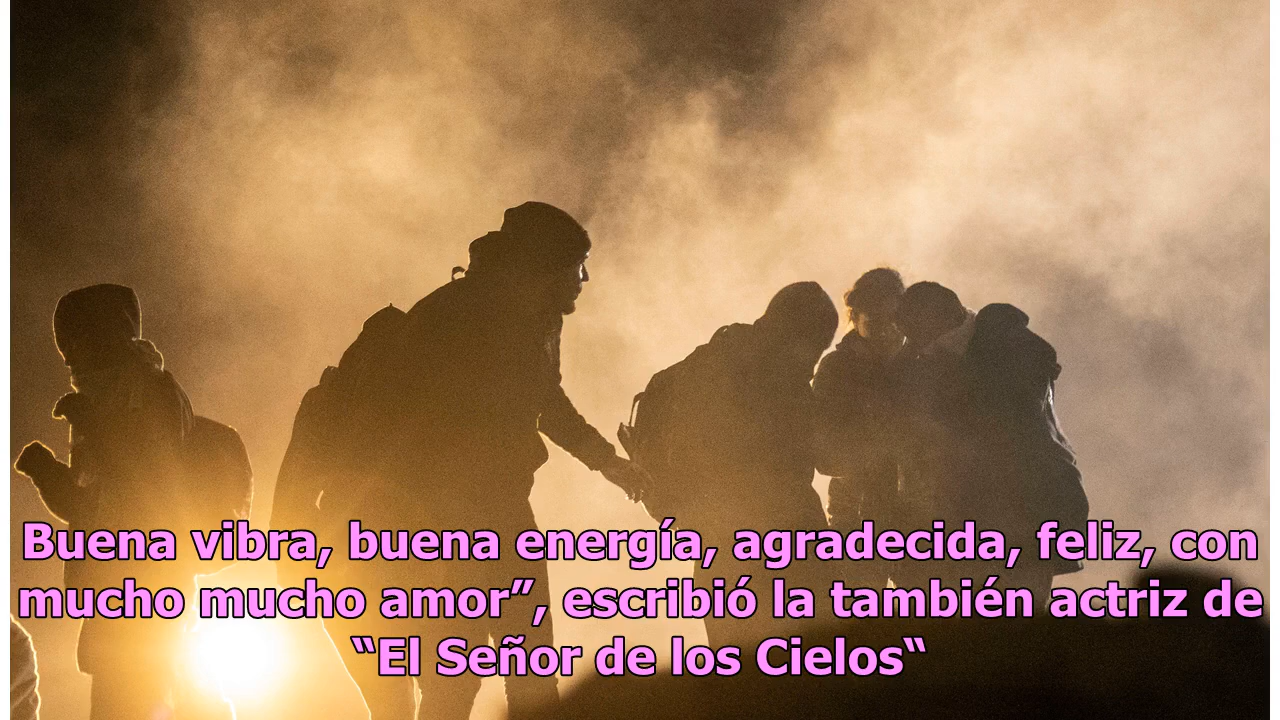 Buena vibra, buena energía, agradecida, feliz, con
mucho mucho amor”, escribió la también actriz de
“El Señor de los Cielos“